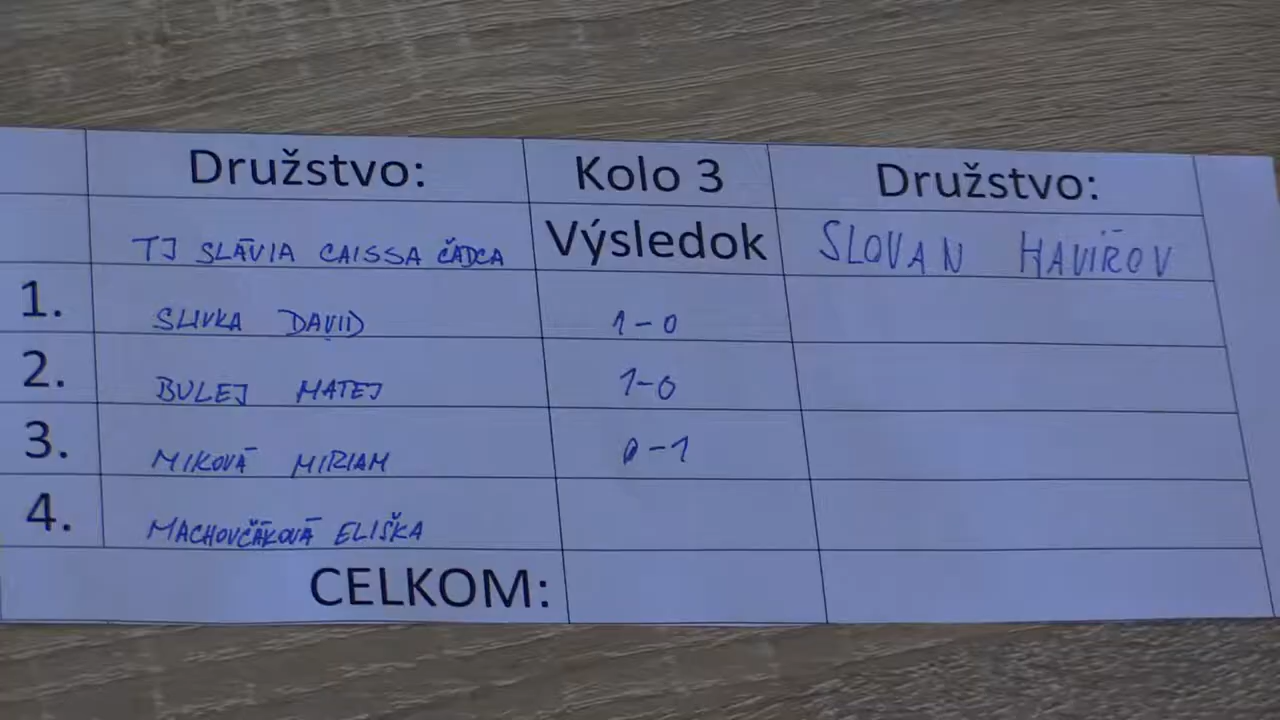 Družstvo: Kolo 3 Družstvo:
TJ SLÁVIA CAISSA ČADCA Výsledok SLOVAN HAVÍŘOV
1. SLIVKA DAVID 1-0
2. BULEJ MATEJ 1-0
3. MIKOVÁ MIRIAM 0-1
4. MACHOVČÁKOVÁ ELIŠKA
CELKOM: